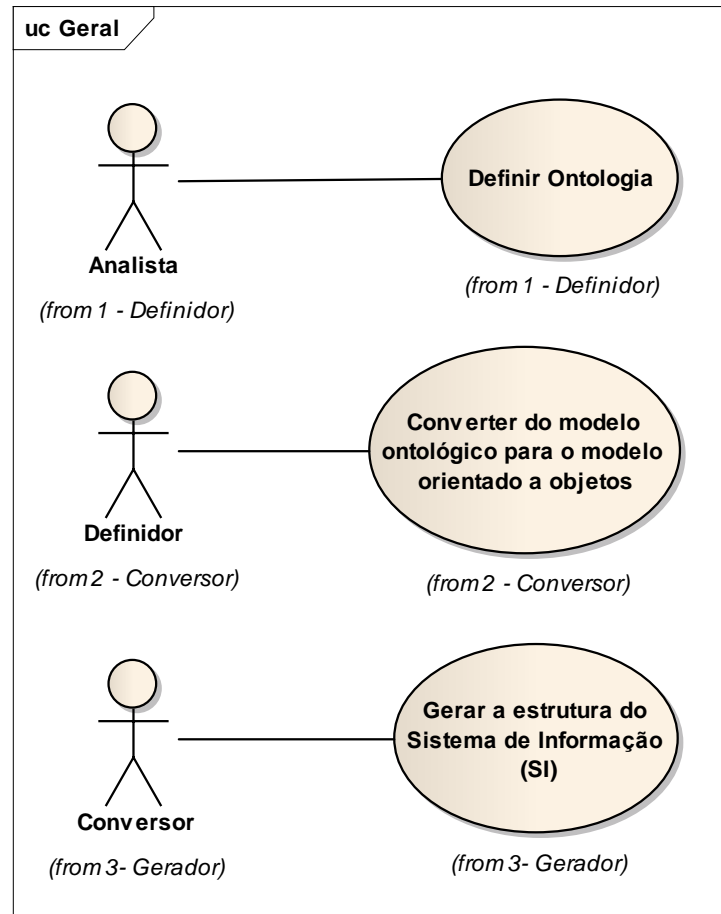 uc Geral
Analista
(from 1 - Definidor)
Definir Ontologia
(from 1 - Definidor)
Definidor
(from 2 - Conversor)
Converter do modelo
ontológico para o modelo
orientado a objetos
(from 2 - Conversor)
Conversor
(from 3- Gerador)
Gerar a estrutura do
Sistema de Informação
(SI)
(from 3- Gerador)